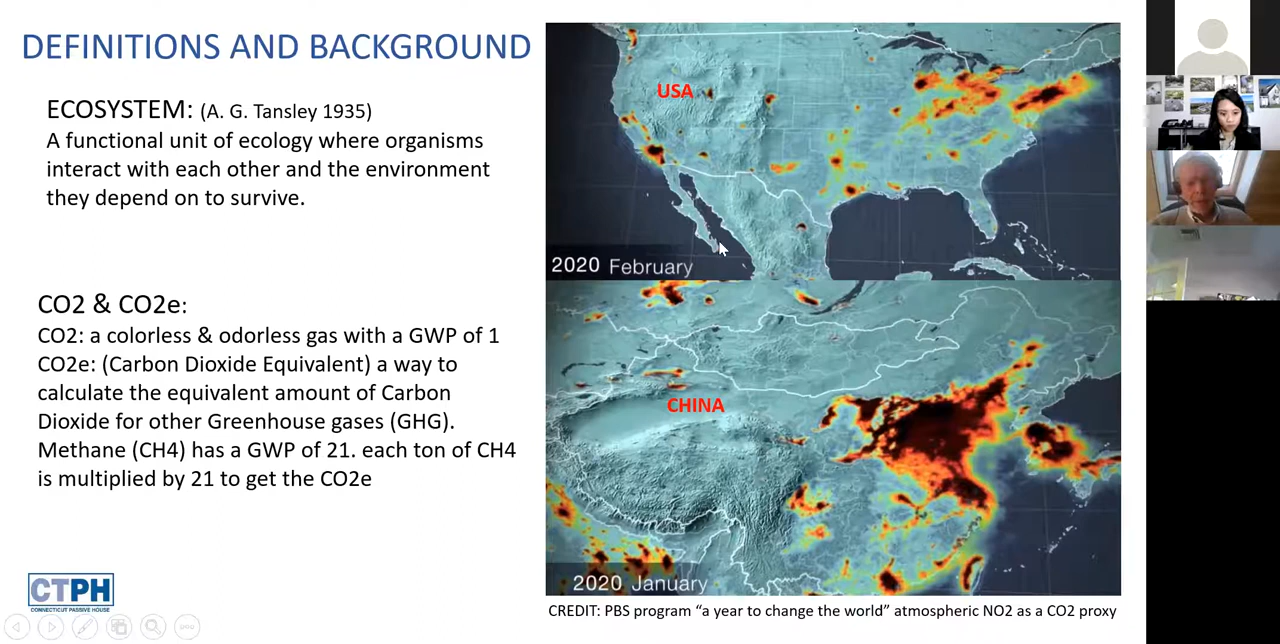 DEFINITIONS AND BACKGROUND
ECOSYSTEM: (A. G. Tansley 1935)
A functional unit of ecology where organisms
interact with each other and the environment
they depend on to survive.
CO2 & CO2e:
CO2: a colorless & odorless gas with a GWP of 1
CO2e: (Carbon Dioxide Equivalent) a way to
calculate the equivalent amount of Carbon
Dioxide for other Greenhouse gases (GHG).
Methane (CH4) has a GWP of 21. each ton of CH4
is multiplied by 21 to get the CO2e
CTPH
CONNECTICUT PASSIVE HOUSE
USA
2020 February
CHINA
2020 January
CREDIT: PBS program “a year to change the world” atmospheric NO2 as a CO2 proxy